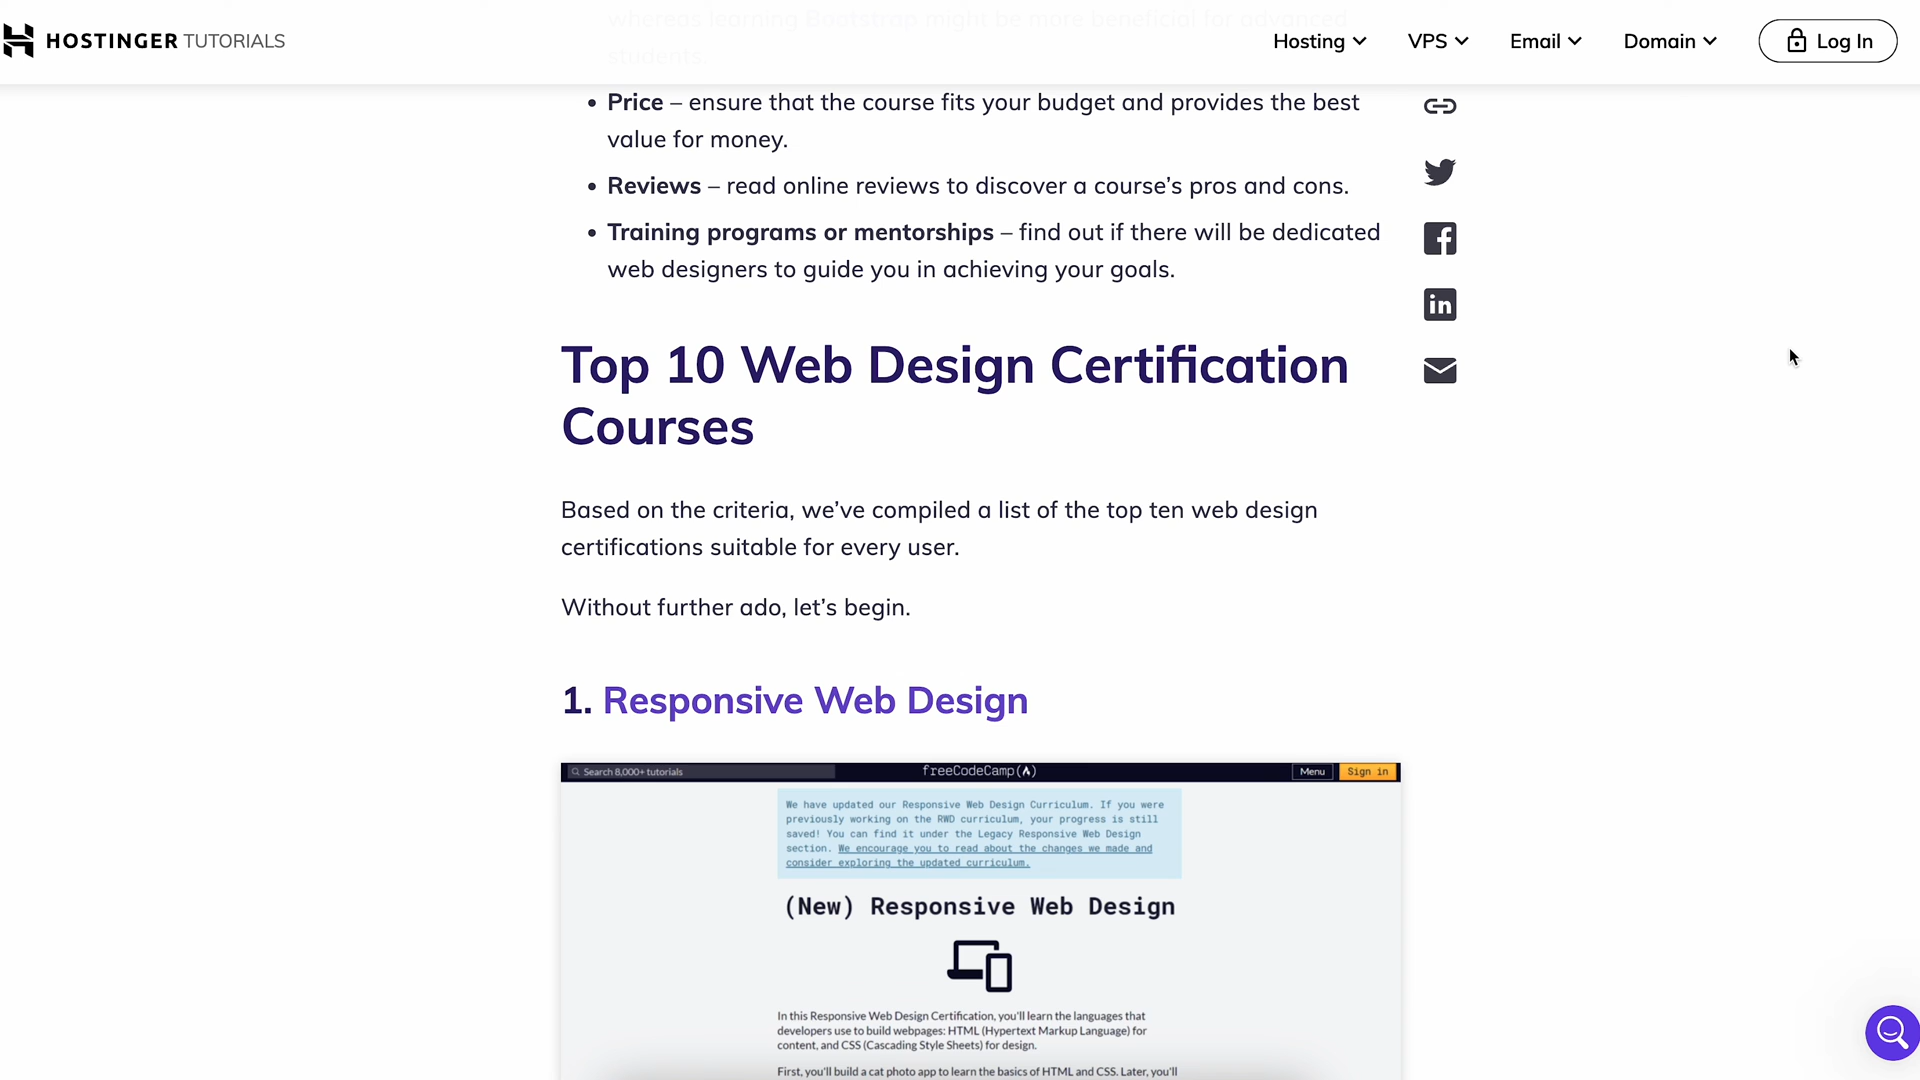 whereas learning Bootstrap might be more beneficial for advanced
students.
HOSTINGER TUTORIALS
Hosting
VPS
Email
Domain
Log In
• Price – ensure that the course fits your budget and provides the best
value for money.
• Reviews – read online reviews to discover a course’s pros and cons.
• Training programs or mentorships – find out if there will be dedicated
web designers to guide you in achieving your goals.
Top 10 Web Design Certification
Courses
Based on the criteria, we’ve compiled a list of the top ten web design
certifications suitable for every user.
Without further ado, let’s begin.
1. Responsive Web Design
Search 8,000+ tutorials
freeCodeCamp
Menu
Sign in
We have updated our Responsive Web Design Curriculum. If you were
previously working on the RWD curriculum, your progress is still
saved! You can find it under the Legacy Responsive Web Design
section. We encourage you to read about the changes we made and
consider exploring the updated curriculum.
(New) Responsive Web Design
In this Responsive Web Design Certification, you'll learn the languages that
developers use to build webpages: HTML (Hypertext Markup Language) for
content, and CSS (Cascading Style Sheets) for design.
First, you'll build a cat photo app to learn the basics of HTML and CSS. Later, you'll